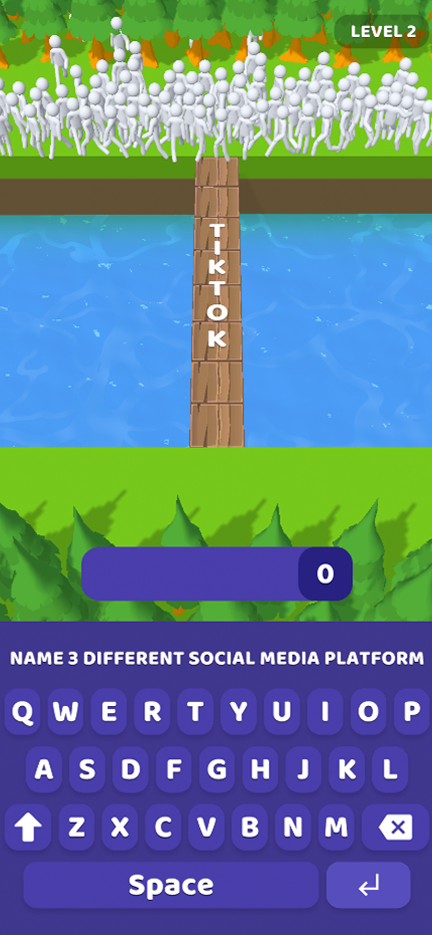 LEVEL 2
TIKTOK
0
NAME 3 DIFFERENT SOCIAL MEDIA PLATFORM
Q W E R T Y U I O P
A S D F G H J K L
Z X C V B N M
Space